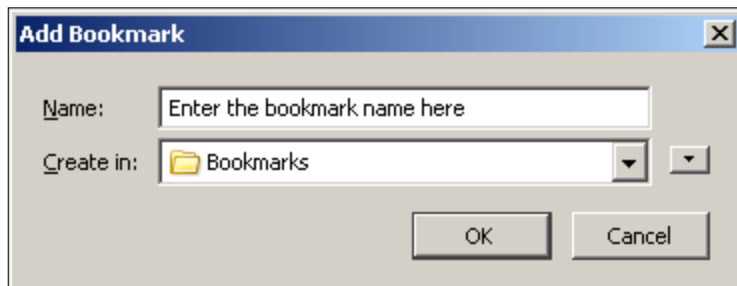 Add Bookmark
Name: Enter the bookmark name here
Create in: Bookmarks
OK Cancel